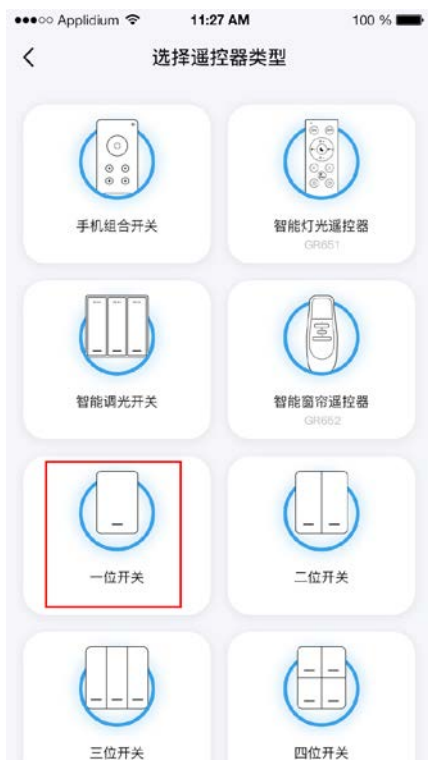 Applidium 11:27 AM 100 %
选择遥控器类型
手机组合开关
智能灯光遥控器
GR651
智能调光开关
智能窗帘遥控器
GR652
一位开关
二位开关
三位开关
四位开关